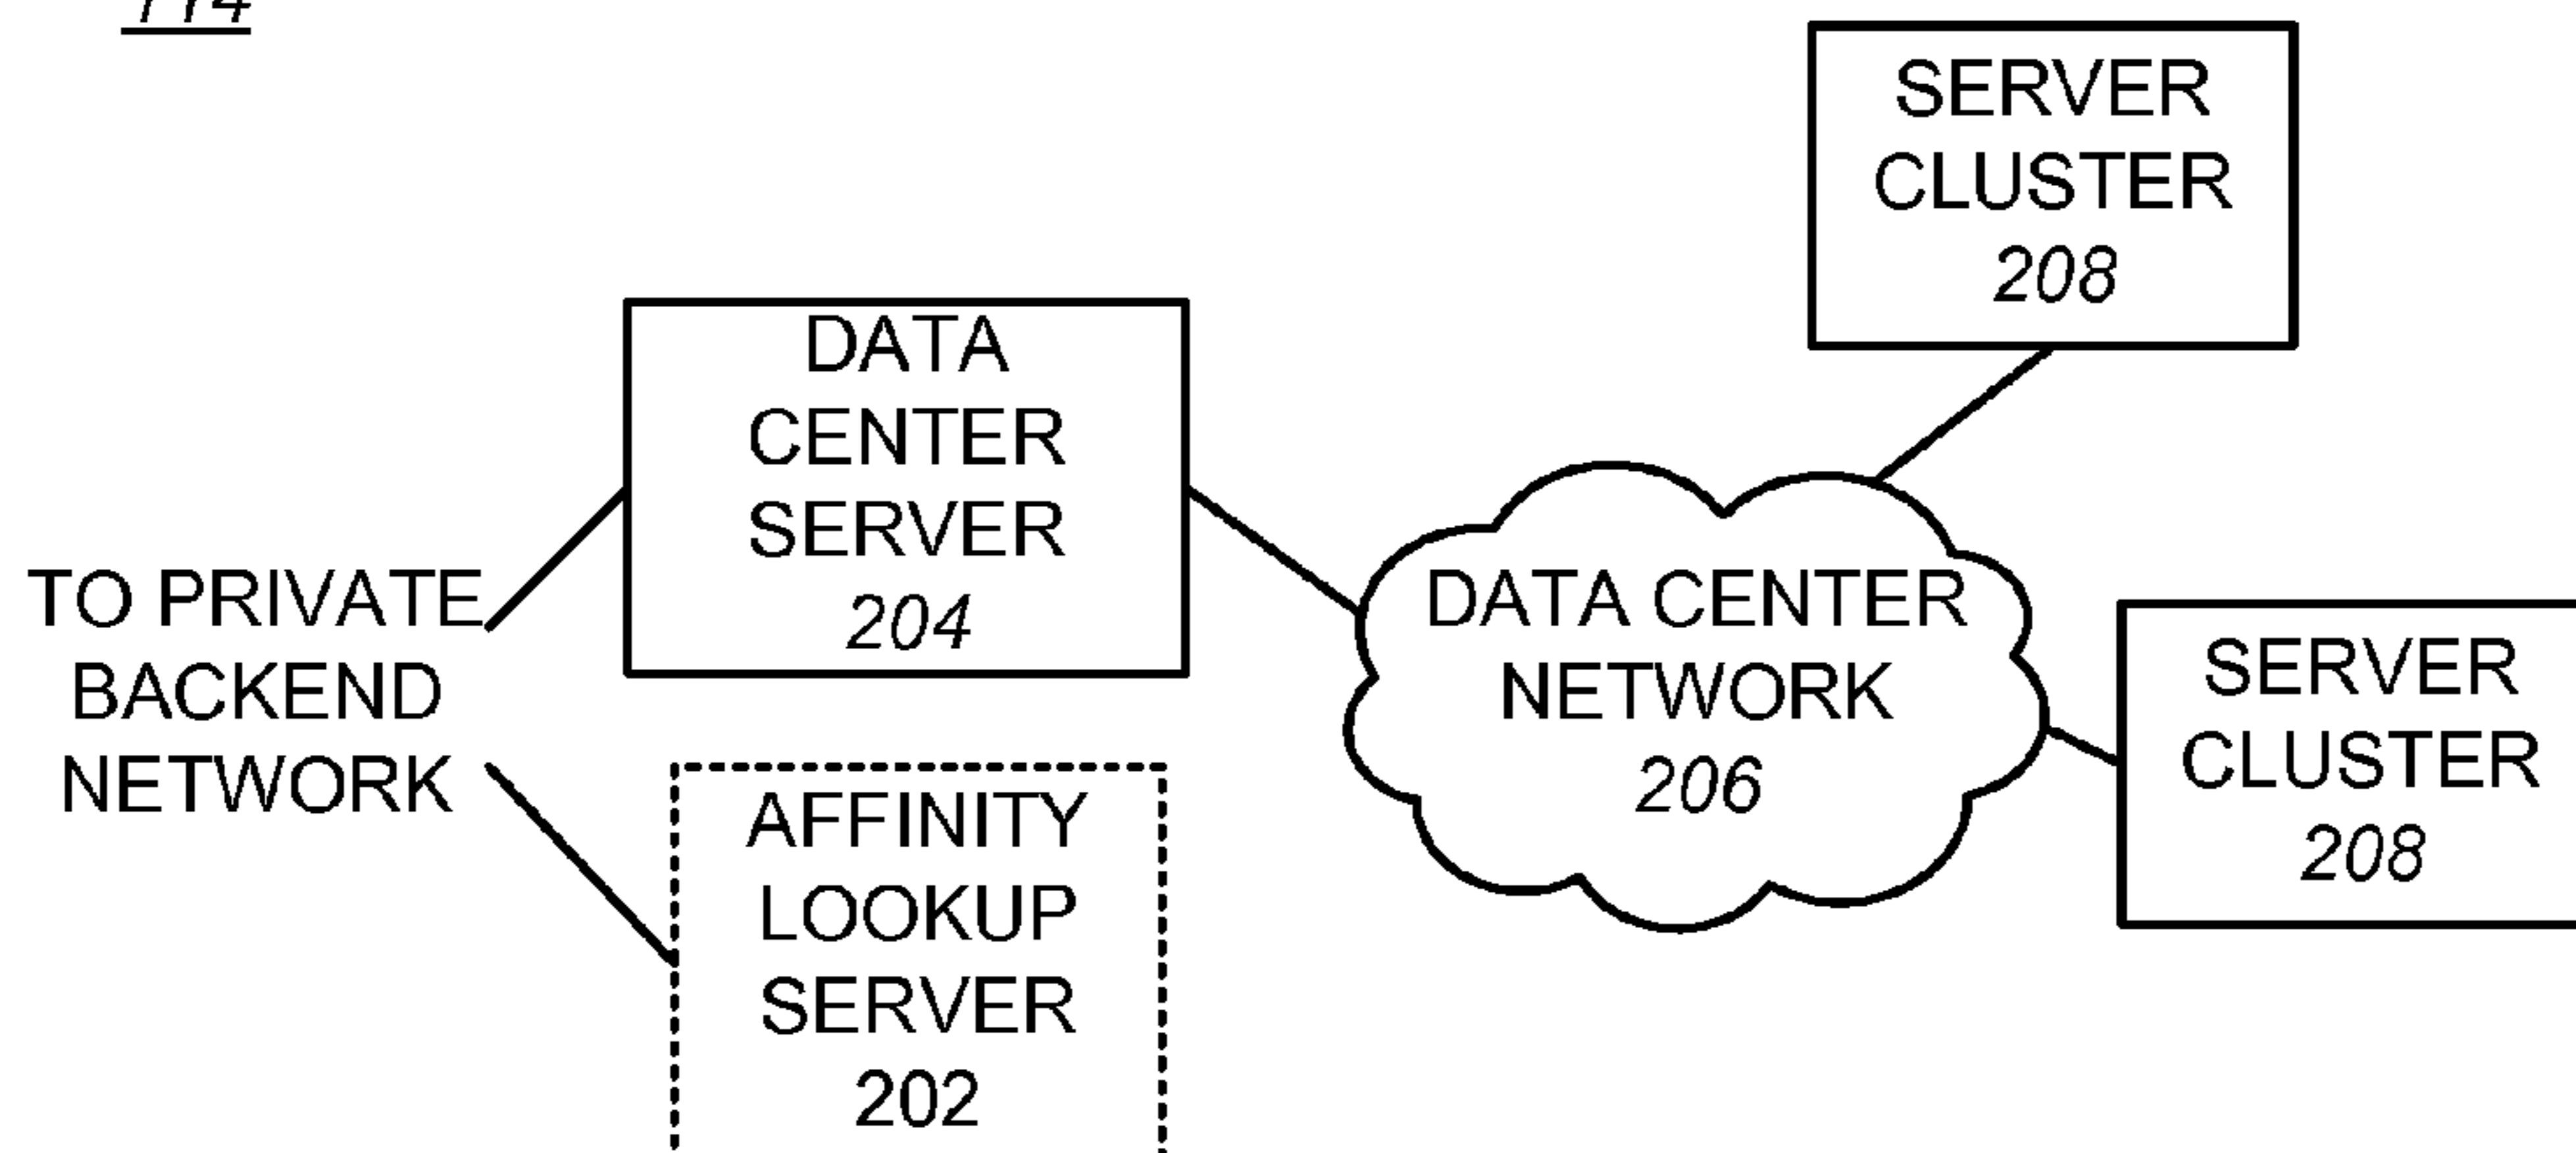 114
SERVER
CLUSTER
208
DATA
CENTER
SERVER
204
TO PRIVATE
BACKEND
NETWORK
DATA CENTER
NETWORK
206
SERVER
CLUSTER
208
AFFINITY
LOOKUP
SERVER
202